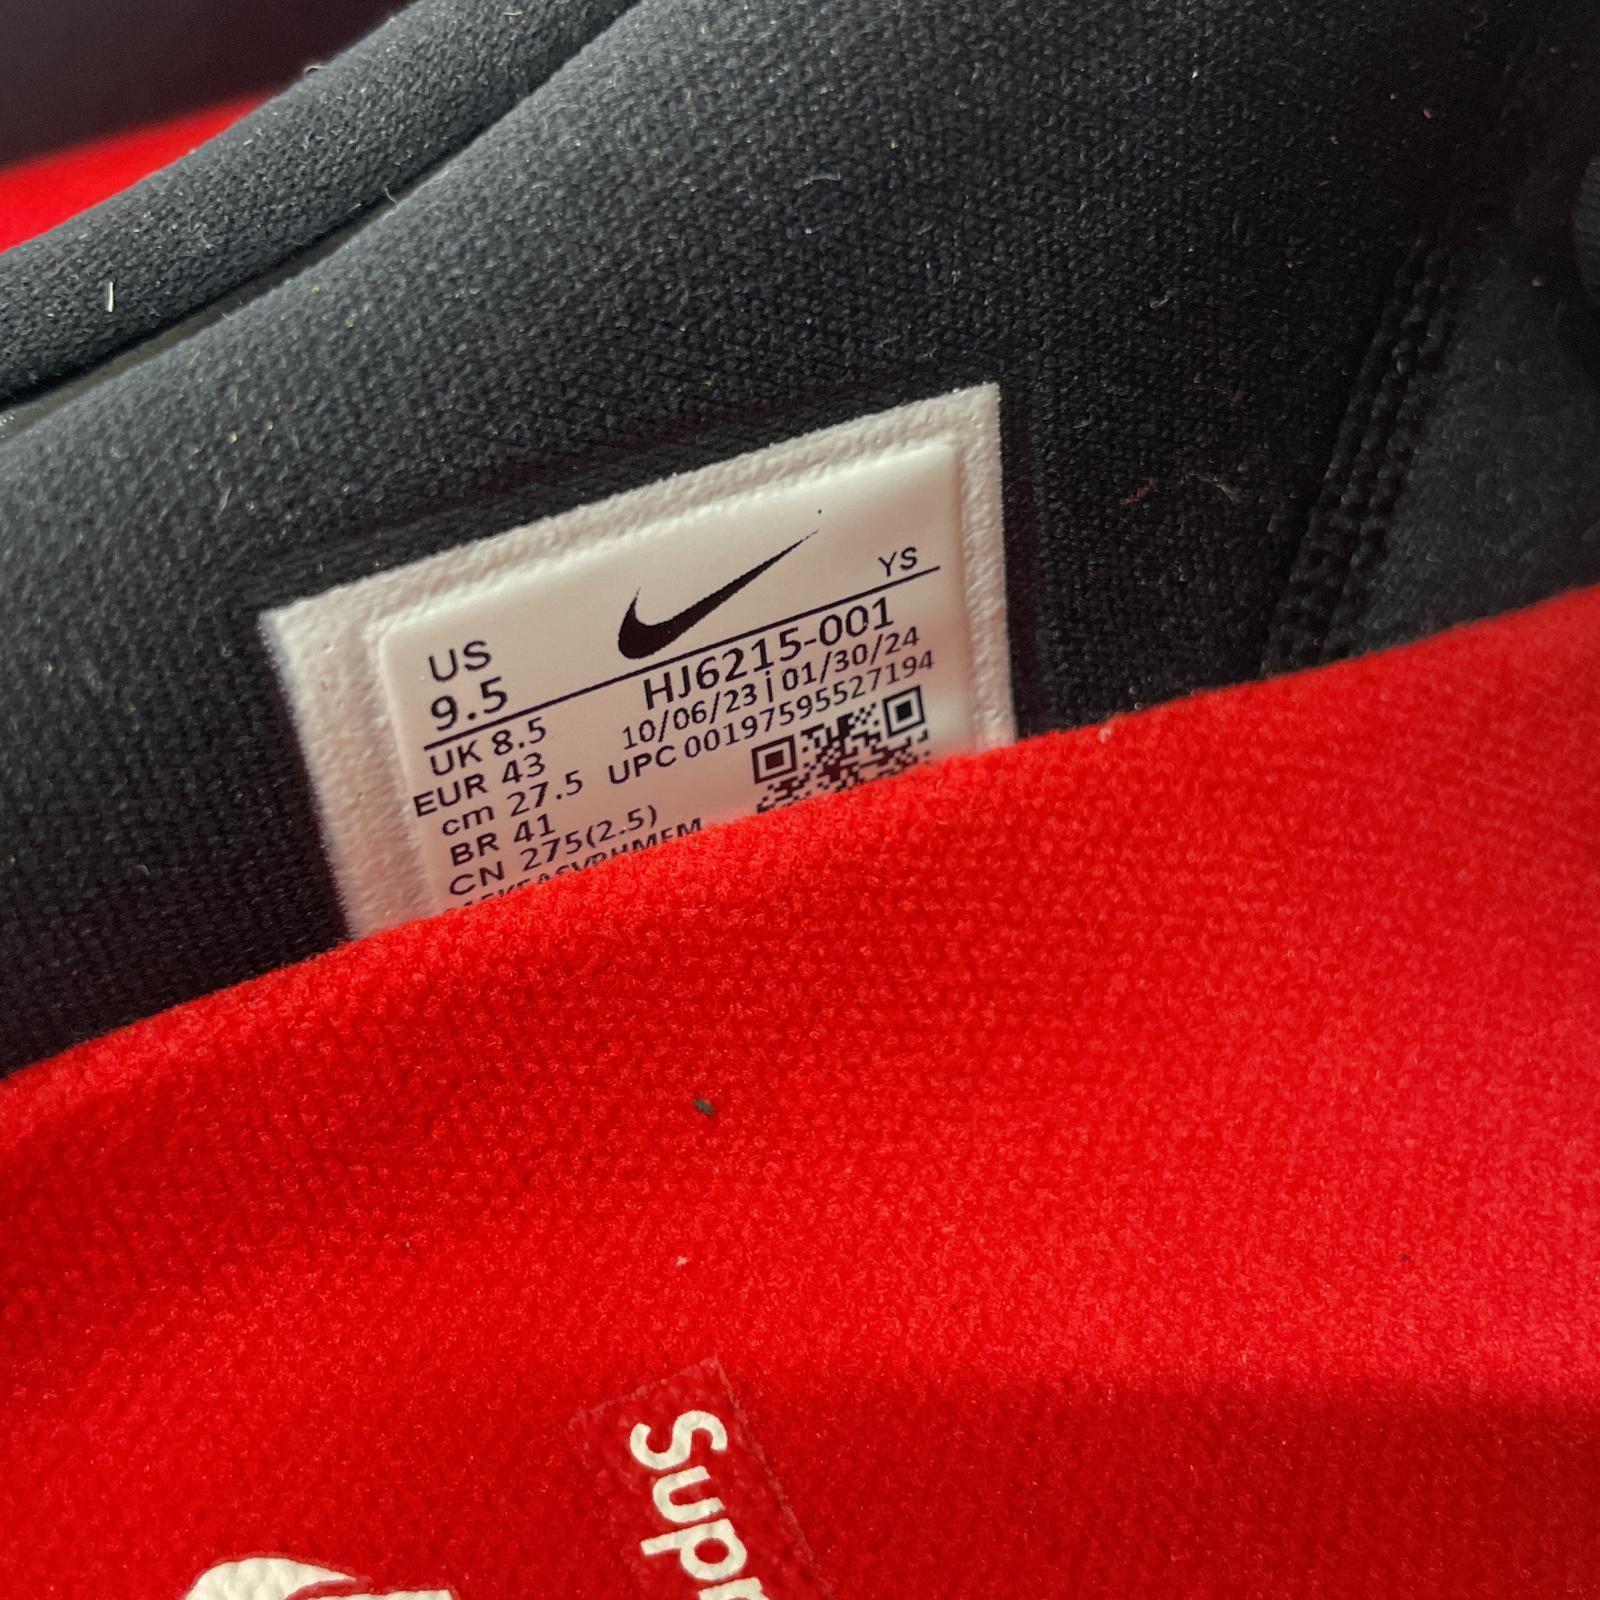 US
9.5
YS
HJ6215-001
10/06/23 | 01/30/24
UPC 00197595527194
UK 8.5
EUR 43
cm 27.5
BR 41
CN 275(2.5)
Supr